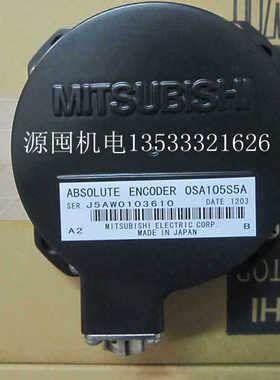 MITSUBISHI
源囤机电13533321626
ABSOLUTE ENCODER OSA105S5A
SER. J5AW0103610 DATE 1203
MITSUBISHI ELECTRIC CORP.
A2 MADE IN JAPAN B